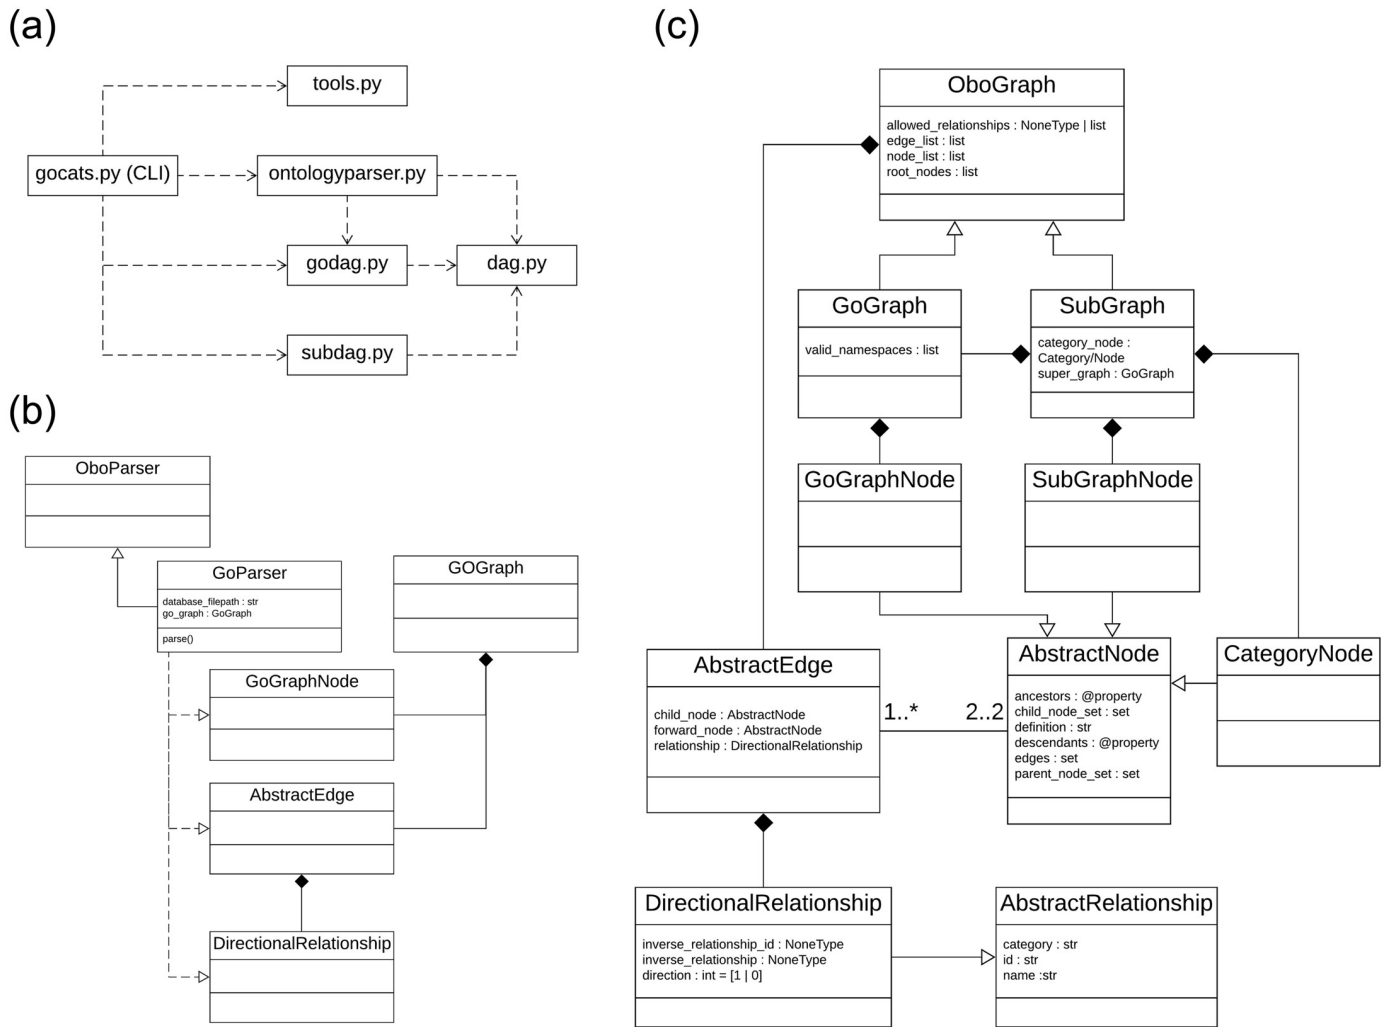 (a)
tools.py
gocats.py (CLI)
ontologyparser.py
godag.py
dag.py
subdag.py
(b)
OboParser
GoParser
database_filepath : str
go_graph : GoGraph
parse()
GOGraph
GoGraphNode
AbstractEdge
DirectionalRelationship
(c)
OboGraph
allowed_relationships : NoneType | list
edge_list : list
node_list : list
root_nodes : list
GoGraph
valid_namespaces : list
SubGraph
category_node :
Category/Node
super_graph : GoGraph
GoGraphNode
SubGraphNode
AbstractEdge
child_node : AbstractNode
forward_node : AbstractNode
relationship : DirectionalRelationship
1..*
2..2
AbstractNode
ancestors : @property
child_node_set : set
definition : str
descendants : @property
edges : set
parent_node_set : set
CategoryNode
DirectionalRelationship
inverse_relationship_id : NoneType
inverse_relationship : NoneType
direction : int = [1 | 0]
AbstractRelationship
category : str
id : str
name :str